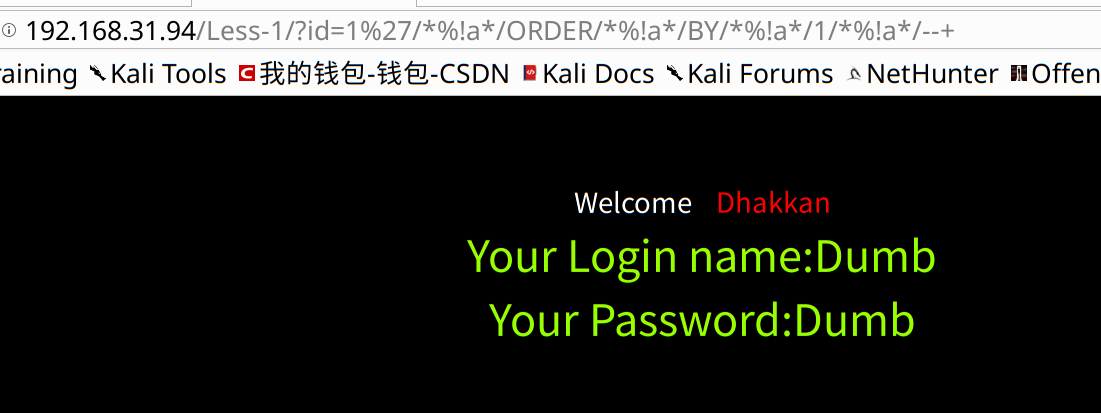 192.168.31.94/Less-1/?id=1%27/*%!a*/ORDER/*%!a*/BY/*%!a*/1/*%!a*/--+
raining Kali Tools 我的钱包-钱包-CSDN Kali Docs Kali Forums NetHunter Offen
Welcome Dhakkan
Your Login name:Dumb
Your Password:Dumb